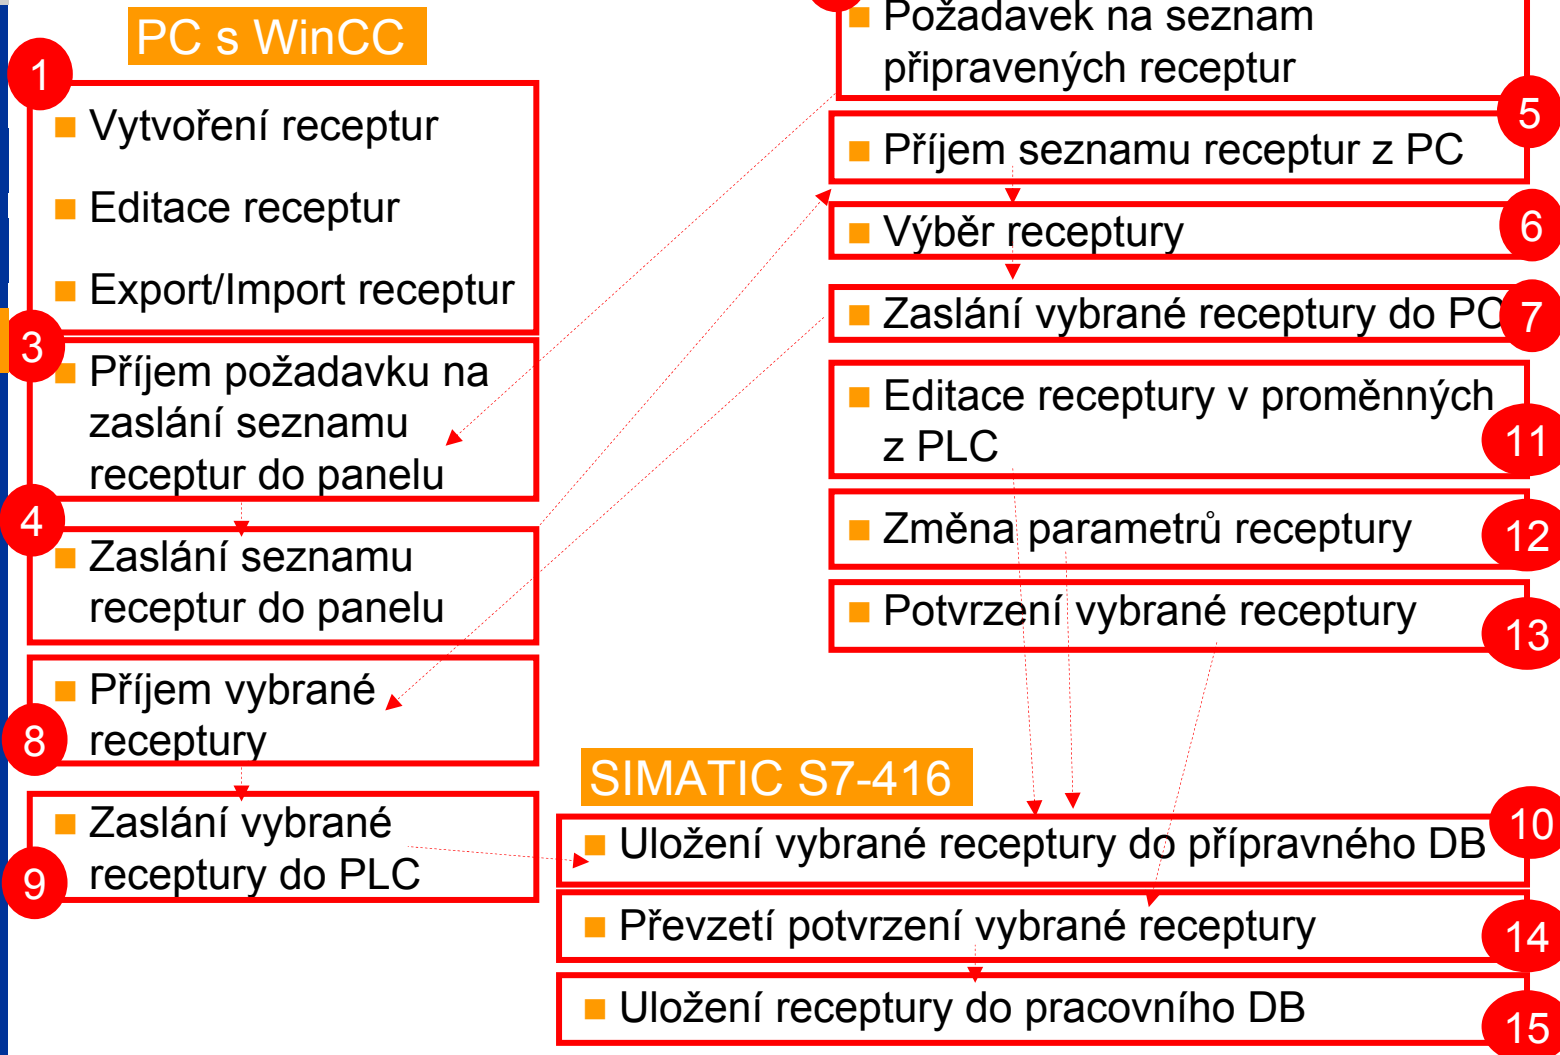 PC s WinCC
1
Vytvoření receptur
Editace receptur
Export/Import receptur
3
Příjem požadavku na
zaslání seznamu
receptur do panelu
4
Zaslání seznamu
receptur do panelu
Příjem vybrané
receptury
8
Zaslání vybrané
receptury do PLC
9
Požadavek na seznam
připravených receptur
5
Příjem seznamu receptur z PC
Výběr receptury
6
Zaslání vybrané receptury do PC
7
Editace receptury v proměnných
z PLC
11
Změna parametrů receptury
12
Potvrzení vybrané receptury
13
SIMATIC S7-416
Uložení vybrané receptury do přípravného DB
10
Převzetí potvrzení vybrané receptury
14
Uložení receptury do pracovního DB
15